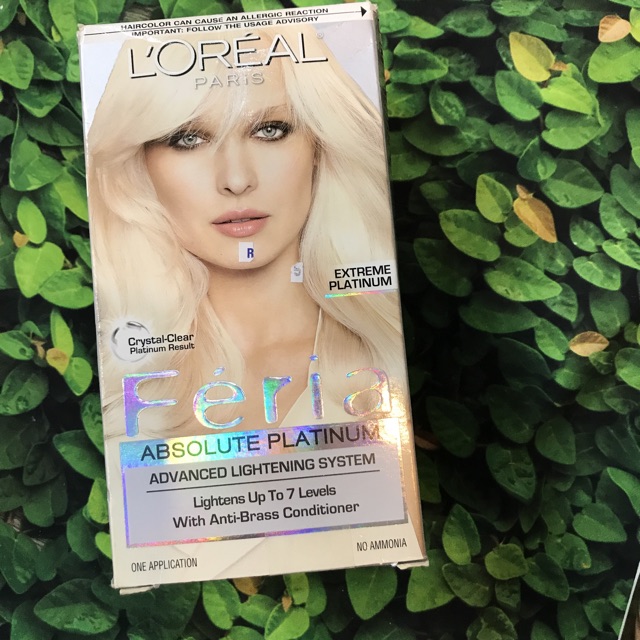 HAIRCOLOR CAN CAUSE AN ALLERGIC REACTION
IMPORTANT: FOLLOW THE USAGE ADVISORY
L'ORÉAL
PARIS
R
EXTREME
PLATINUM
Crystal-Clear
Platinum Result
Féria
ABSOLUTE PLATINUM
ADVANCED LIGHTENING SYSTEM
Lightens Up To 7 Levels
With Anti-Brass Conditioner
ONE APPLICATION
NO AMMONIA